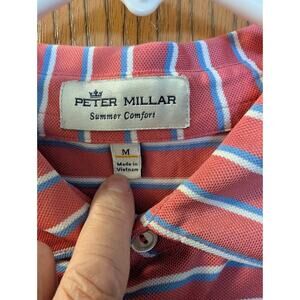 PETER MILLAR
Summer Comfort
M
Made in
Vietnam